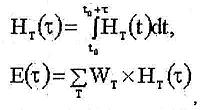 H_T(τ) = ∫_{t_0}^{t_0+τ} H_T(t)dt,
E(τ) = ∑_T W_T × H_T(τ),